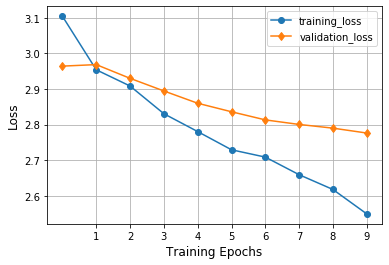 training_loss
validation_loss
3.1
3.0
2.9
2.8
2.7
2.6
Loss
1 2 3 4 5 6 7 8 9
Training Epochs